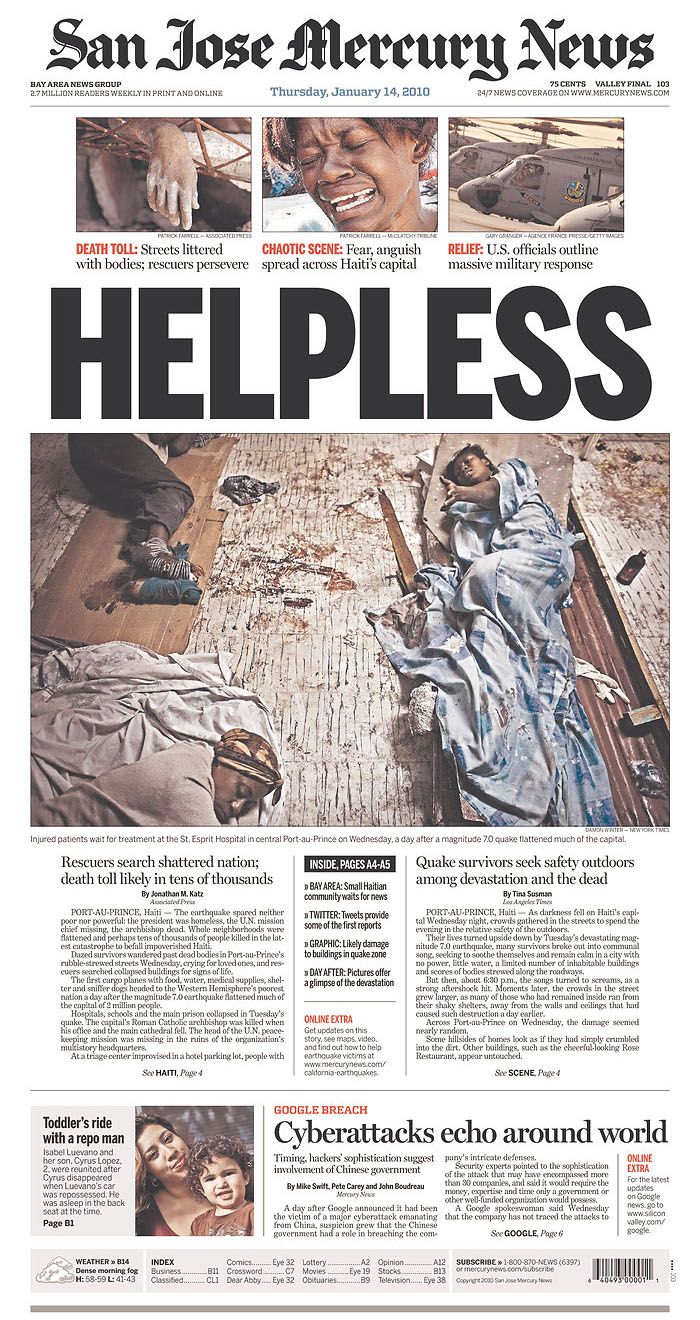 San Jose Mercury News
BAY AREA NEWS GROUP
2.7 MILLION READERS WEEKLY IN PRINT AND ONLINE
Thursday, January 14, 2010
75 CENTS VALLEY FINAL 103
24/7 NEWS COVERAGE ON WWW.MERCURYNEWS.COM
PATRICK FARRELL — ASSOCIATED PRESS
DEATH TOLL: Streets littered
with bodies; rescuers persevere
PATRICK FARRELL — MCCLATCHY-TRIBUNE
CHAOTIC SCENE: Fear, anguish
spread across Haiti's capital
GARY GRANGER — AGENCE FRANCE-PRESSE/GETTY IMAGES
RELIEF: U.S. officials outline
massive military response
HELPLESS
DAMON WINTER — NEW YORK TIMES
Injured patients wait for treatment at the St. Esprit Hospital in central Port-au-Prince on Wednesday, a day after a magnitude 7.0 quake flattened much of the capital.
Rescuers search shattered nation;
death toll likely in tens of thousands
By Jonathan M. Katz
Associated Press
PORT-AU-PRINCE, Haiti — The earthquake spared neither
poor nor powerful: the president was homeless, the U.N. mission
chief missing, the archbishop dead. Whole neighborhoods were
flattened and perhaps tens of thousands of people killed in the lat-
est catastrophe to befall impoverished Haiti.
Dazed survivors wandered past dead bodies in Port-au-Prince's
rubble-strewed streets Wednesday, crying for loved ones, and res-
cuers searched collapsed buildings for signs of life.
The first cargo planes with food, water, medical supplies, shel-
ter and sniffer dogs headed to the Western Hemisphere's poorest
nation a day after the magnitude 7.0 earthquake flattened much of
the capital of 2 million people.
Hospitals, schools and the main prison collapsed in Tuesday's
quake. The capital's Roman Catholic archbishop was killed when
his office and the main cathedral fell. The head of the U.N. peace-
keeping mission was missing in the ruins of the organization's
multistory headquarters.
At a triage center improvised in a hotel parking lot, people with
See HAITI, Page 4
INSIDE, PAGES A4-A5
» BAY AREA: Small Haitian
community waits for news
» TWITTER: Tweets provide
some of the first reports
» GRAPHIC: Likely damage
to buildings in quake zone
» DAY AFTER: Pictures offer
a glimpse of the devastation
ONLINE EXTRA
Get updates on this
story, see maps, video,
and find out how to help
earthquake victims at
www.mercurynews.com/
california-earthquakes.
Quake survivors seek safety outdoors
among devastation and the dead
By Tina Susman
Los Angeles Times
PORT-AU-PRINCE, Haiti — As darkness fell on Haiti's capi-
tal Wednesday night, crowds gathered in the streets to spend the
evening in the relative safety of the outdoors.
Their lives turned upside down by Tuesday's devastating mag-
nitude 7.0 earthquake, many survivors broke out into communal
song, seeking to soothe themselves and remain calm in a city with
no power, little water, a limited number of inhabitable buildings
and scores of bodies strewed along the roadways.
But then, about 6:30 p.m., the songs turned to screams, as a
strong aftershock hit. Moments later, the crowds in the street
grew larger, as many of those who had remained inside ran from
their shaky shelters, away from the walls and ceilings that had
caused such destruction a day earlier.
Across Port-au-Prince on Wednesday, the damage seemed
nearly random.
Some hillsides of homes look as if they had simply crumbled
into the dirt. Other buildings, such as the cheerful-looking Rose
Restaurant, appear untouched.
See SCENE, Page 4
Toddler's ride
with a repo man
Isabel Luevano and
her son, Cyrus Lopez,
2, were reunited after
Cyrus disappeared
when Luevano's car
was repossessed. He
was asleep in the back
seat at the time.
Page B1
GOOGLE BREACH
Cyberattacks echo around world
Timing, hackers' sophistication suggest
involvement of Chinese government
By Mike Swift, Pete Carey and John Boudreau
Mercury News
A day after Google announced it had been
the victim of a major cyberattack emanating
from China, suspicion grew that the Chinese
government had a role in breaching the com-
pany's intricate defenses.
Security experts pointed to the sophistication
of the attack that may have encompassed more
than 30 companies, and said it would require the
money, expertise and time only a government or
other well-funded organization would possess.
A Google spokeswoman said Wednesday
that the company has not traced the attacks to
See GOOGLE, Page 6
ONLINE
EXTRA
For the latest
updates
on Google
news, go to
www.silicon
valley.com/
google.
WEATHER » B14
Dense morning fog
H: 58-59 L: 41-43
INDEX
Business............B11
Classified...........CL1
Comics......... Eye 32
Crossword.......... C7
Dear Abby.... Eye 32
Lottery..............A2
Movies ........ Eye 19
Obituaries.........B9
Opinion ..........A12
Stocks.............B13
Television...... Eye 38
SUBSCRIBE » 1-800-870-NEWS (6397)
or mercurynews.com/subscribe
Copyright 2010 San Jose Mercury News
6 40493 00001 1
103